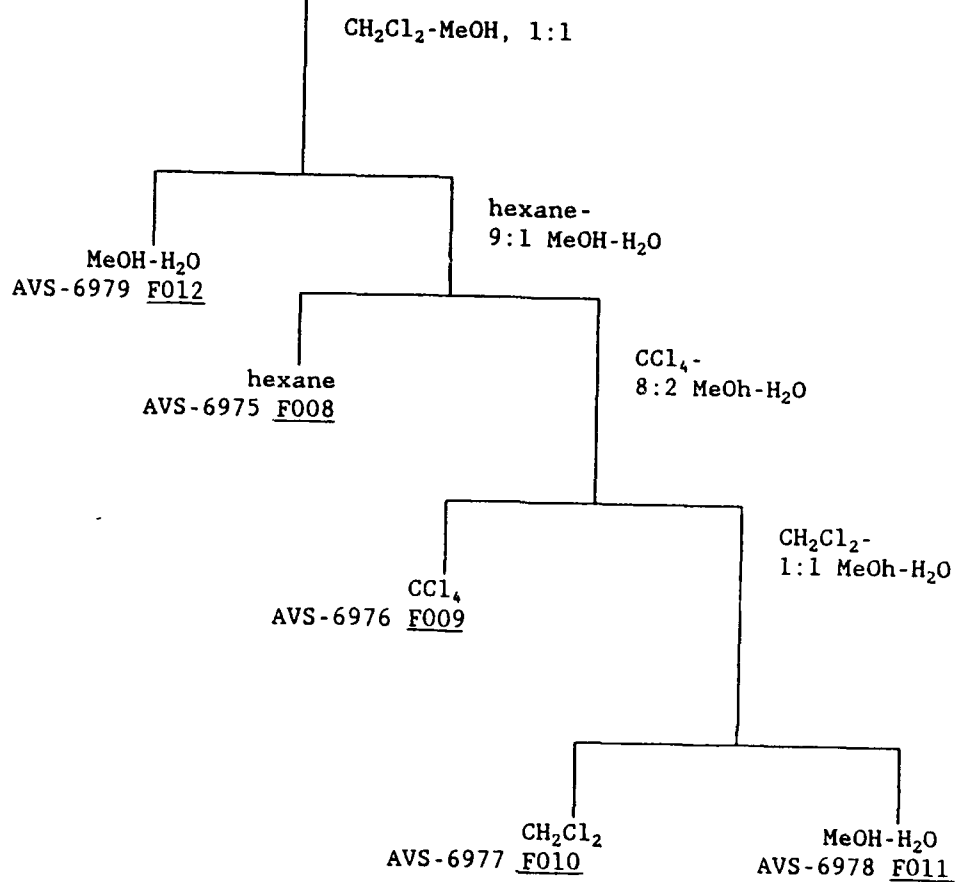 CH₂Cl₂-MeOH, 1:1
hexane-
9:1 MeOH-H₂O
MeOH-H₂O
AVS-6979 F012
CCl₄-
8:2 MeOh-H₂O
hexane
AVS-6975 F008
CH₂Cl₂-
1:1 MeOh-H₂O
CCl₄
AVS-6976 F009
CH₂Cl₂
AVS-6977 F010
MeOH-H₂O
AVS-6978 F011